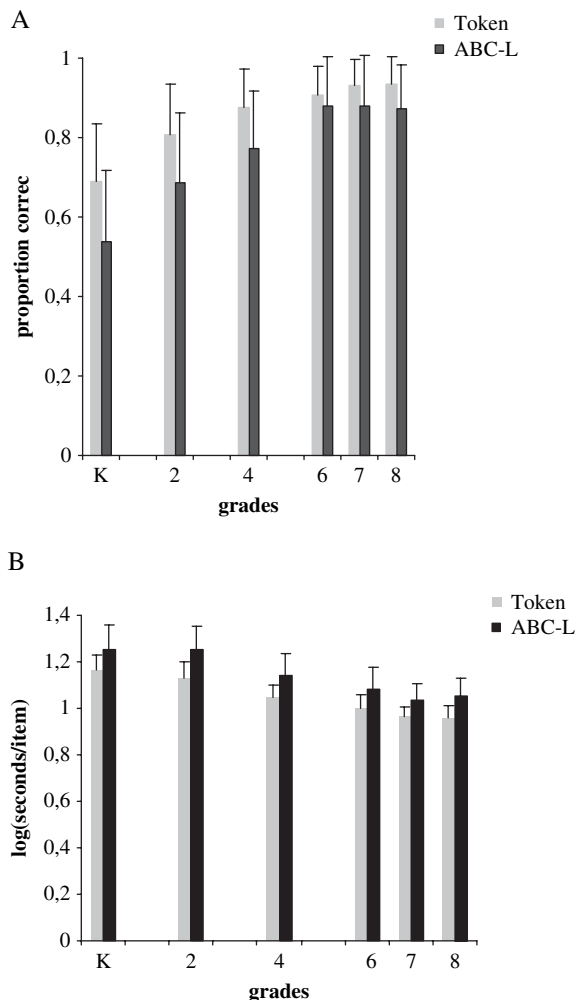 A
Token
ABC-L
1
0,8
0,6
0,4
0,2
0
proportion correc
K 2 4 6 7 8
grades
B
Token
ABC-L
1,4
1,2
1
0,8
0,6
0,4
0,2
0
log(seconds/item)
K 2 4 6 7 8
grades